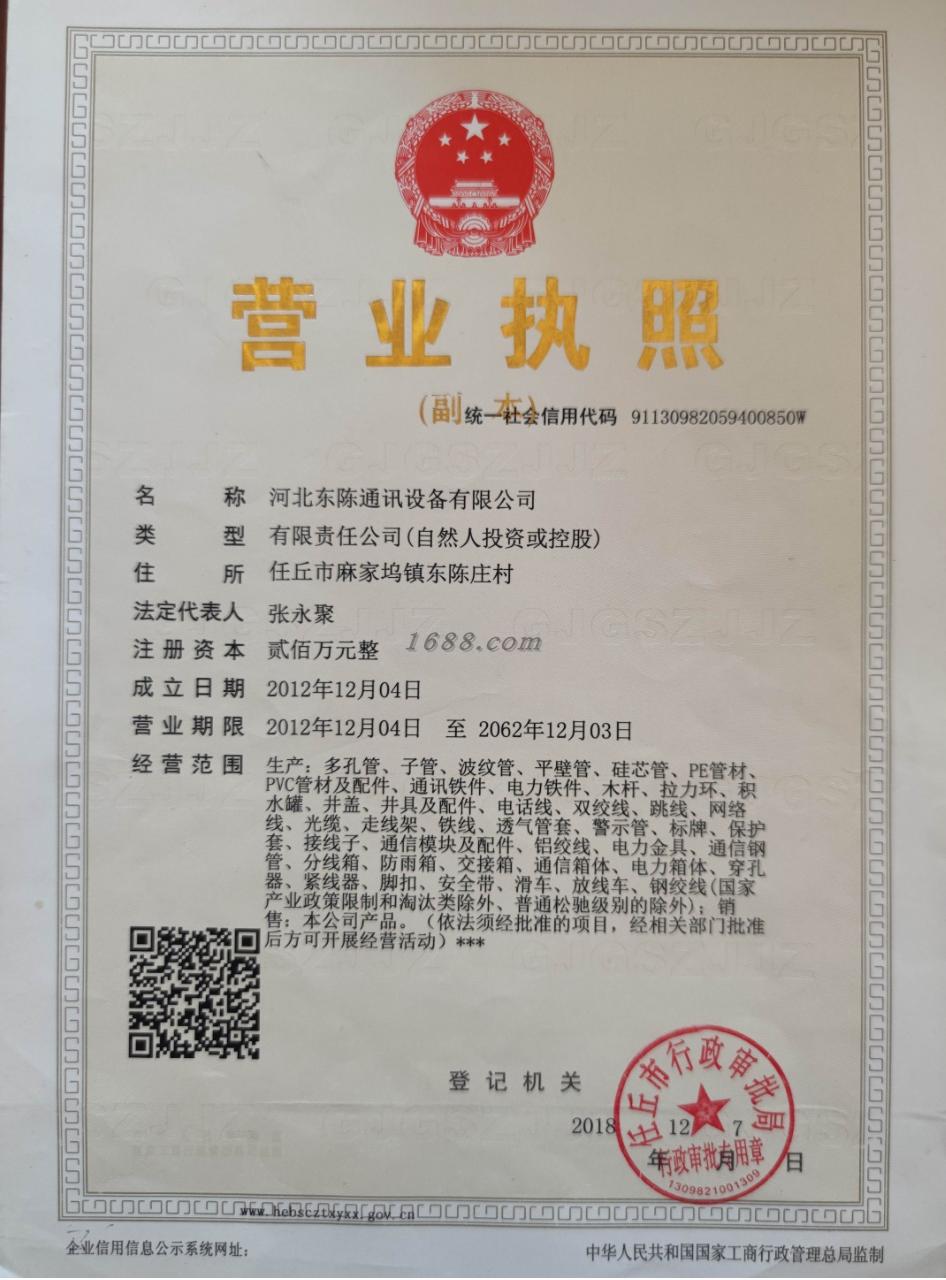 营业执照
(副 本)
统一社会信用代码 91130982059400850W
名称 河北东陈通讯设备有限公司
类型 有限责任公司(自然人投资或控股)
住所 任丘市麻家坞镇东陈庄村
法定代表人 张永聚
注册资本 贰佰万元整
1688.com
成立日期 2012年12月04日
营业期限 2012年12月04日 至 2062年12月03日
经营范围 生产：多孔管、子管、波纹管、平壁管、硅芯管、PE管材、
PVC管材及配件、通讯铁件、电力铁件、木杆、拉力环、积
水罐、井盖、井具及配件、电话线、双绞线、跳线、网络
线、光缆、走线架、铁线、透气管套、警示管、标牌、保护
套、接线子、通信模块及配件、铝绞线、电力金具、通信钢
管、分线箱、防雨箱、交接箱、通信箱体、电力箱体、穿孔
器、紧线器、脚扣、安全带、滑车、放线车、钢绞线(国家
产业政策限制和淘汰类除外、普通松驰级别的除外)；销
售：本公司产品。（依法须经批准的项目，经相关部门批准
后方可开展经营活动）***
登记机关
任丘市行政审批局
2018年12月7日
行政审批专用章
1309821001309
www.hebscztxyxx.gov.cn
企业信用信息公示系统网址：
中华人民共和国国家工商行政管理总局监制